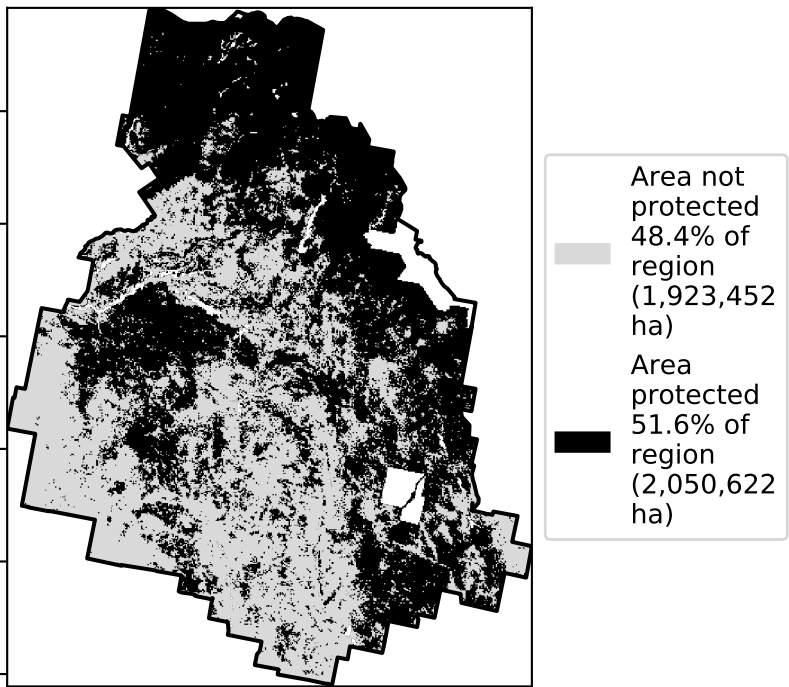 Area not
protected
48.4% of
region
(1,923,452
ha)
Area
protected
51.6% of
region
(2,050,622
ha)